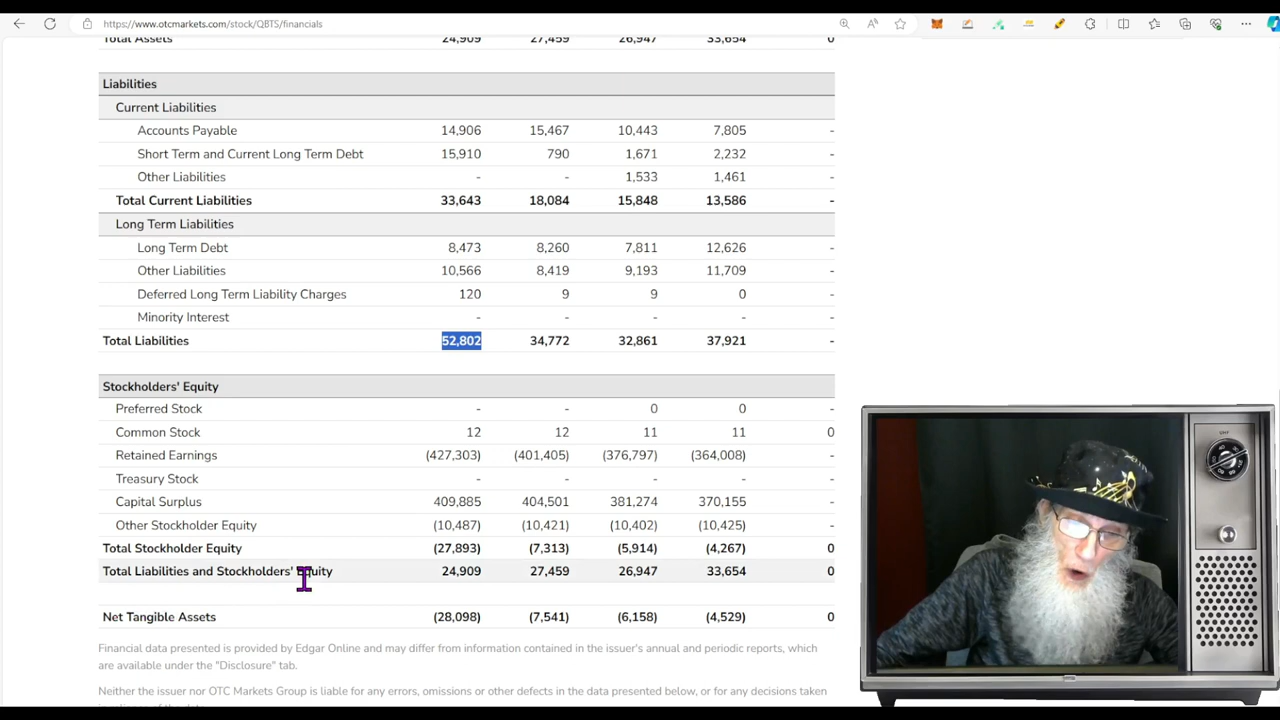 https://www.otcmarkets.com/stock/QBTS/financials
Total Assets 24,909 27,459 26,947 33,654 0
Liabilities
Current Liabilities
Accounts Payable 14,906 15,467 10,443 7,805 -
Short Term and Current Long Term Debt 15,910 790 1,671 2,232 -
Other Liabilities - - 1,533 1,461 -
Total Current Liabilities 33,643 18,084 15,848 13,586 -
Long Term Liabilities
Long Term Debt 8,473 8,260 7,811 12,626 -
Other Liabilities 10,566 8,419 9,193 11,709 -
Deferred Long Term Liability Charges 120 9 9 0 -
Minority Interest - - - - -
Total Liabilities 52,802 34,772 32,861 37,921 -
Stockholders' Equity
Preferred Stock - - 0 0 -
Common Stock 12 12 11 11 0
Retained Earnings (427,303) (401,405) (376,797) (364,008) -
Treasury Stock - - - - -
Capital Surplus 409,885 404,501 381,274 370,155 -
Other Stockholder Equity (10,487) (10,421) (10,402) (10,425) -
Total Stockholder Equity (27,893) (7,313) (5,914) (4,267) 0
Total Liabilities and Stockholders' Equity 24,909 27,459 26,947 33,654 0
Net Tangible Assets (28,098) (7,541) (6,158) (4,529) 0
Financial data presented is provided by Edgar Online and may differ from information contained in the issuer's annual and periodic reports, which
are available under the "Disclosure" tab.
Neither the issuer nor OTC Markets Group is liable for any errors, omissions or other defects in the data presented below, or for any decisions taken